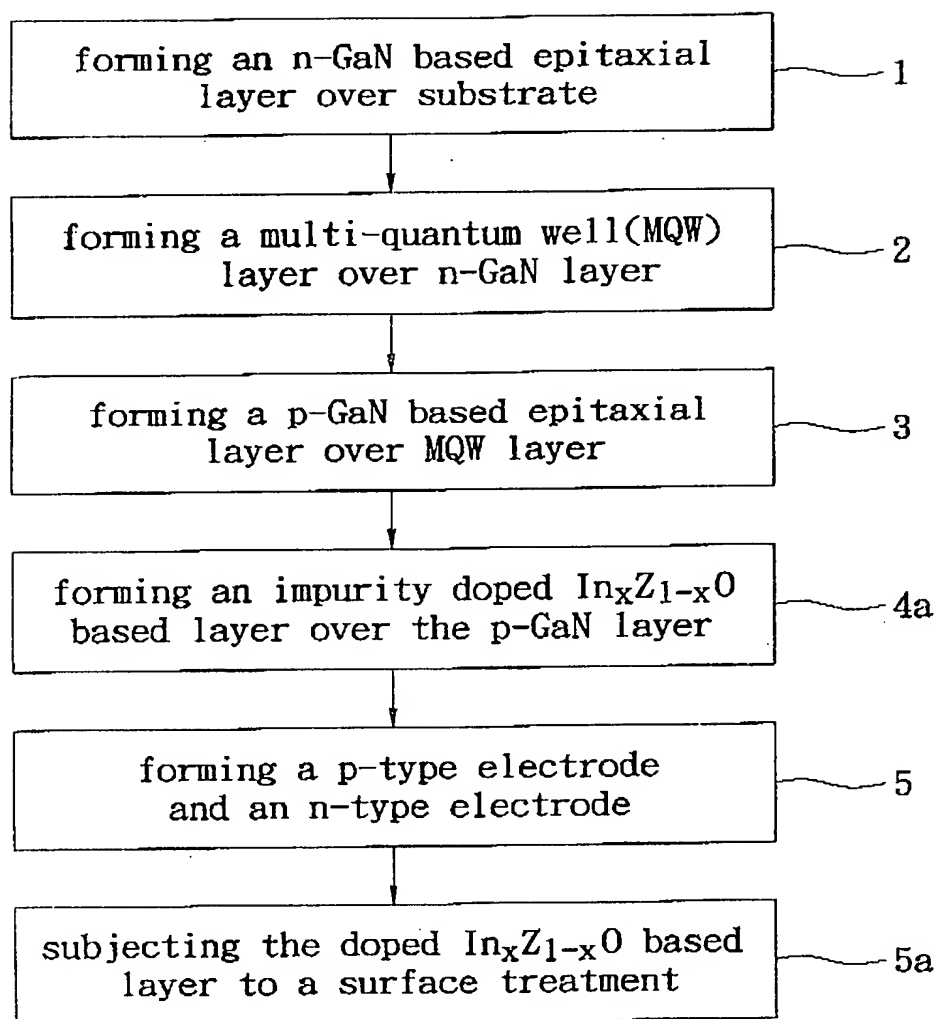 forming an n-GaN based epitaxial
layer over substrate
1
forming a multi-quantum well(MQW)
layer over n-GaN layer
2
forming a p-GaN based epitaxial
layer over MQW layer
3
forming an impurity doped InₓZ₁₋ₓO
based layer over the p-GaN layer
4a
forming a p-type electrode
and an n-type electrode
5
subjecting the doped InₓZ₁₋ₓO based
layer to a surface treatment
5a